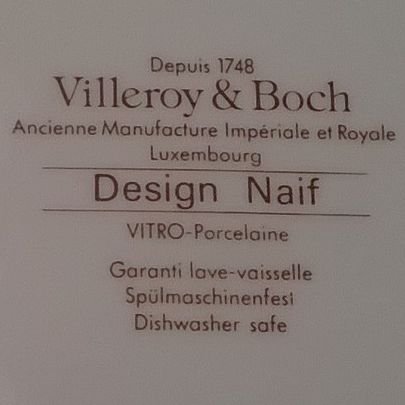 Depuis 1748
Villeroy & Boch
Ancienne Manufacture Impériale et Royale
Luxembourg
Design Naif
VITRO-Porcelaine
Garanti lave-vaisselle
Spülmaschinenfest
Dishwasher safe